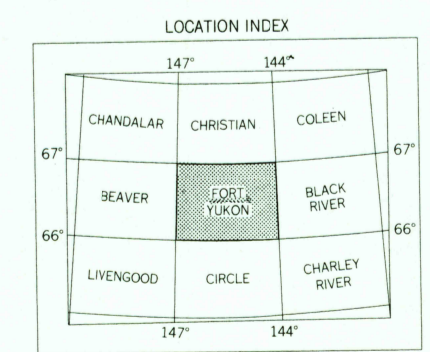 LOCATION INDEX
147° 144°
CHANDALAR CHRISTIAN COLEEN
67° 67°
BEAVER FORT BLACK
YUKON RIVER
66° 66°
LIVENGOOD CIRCLE CHARLEY
RIVER
147° 144°